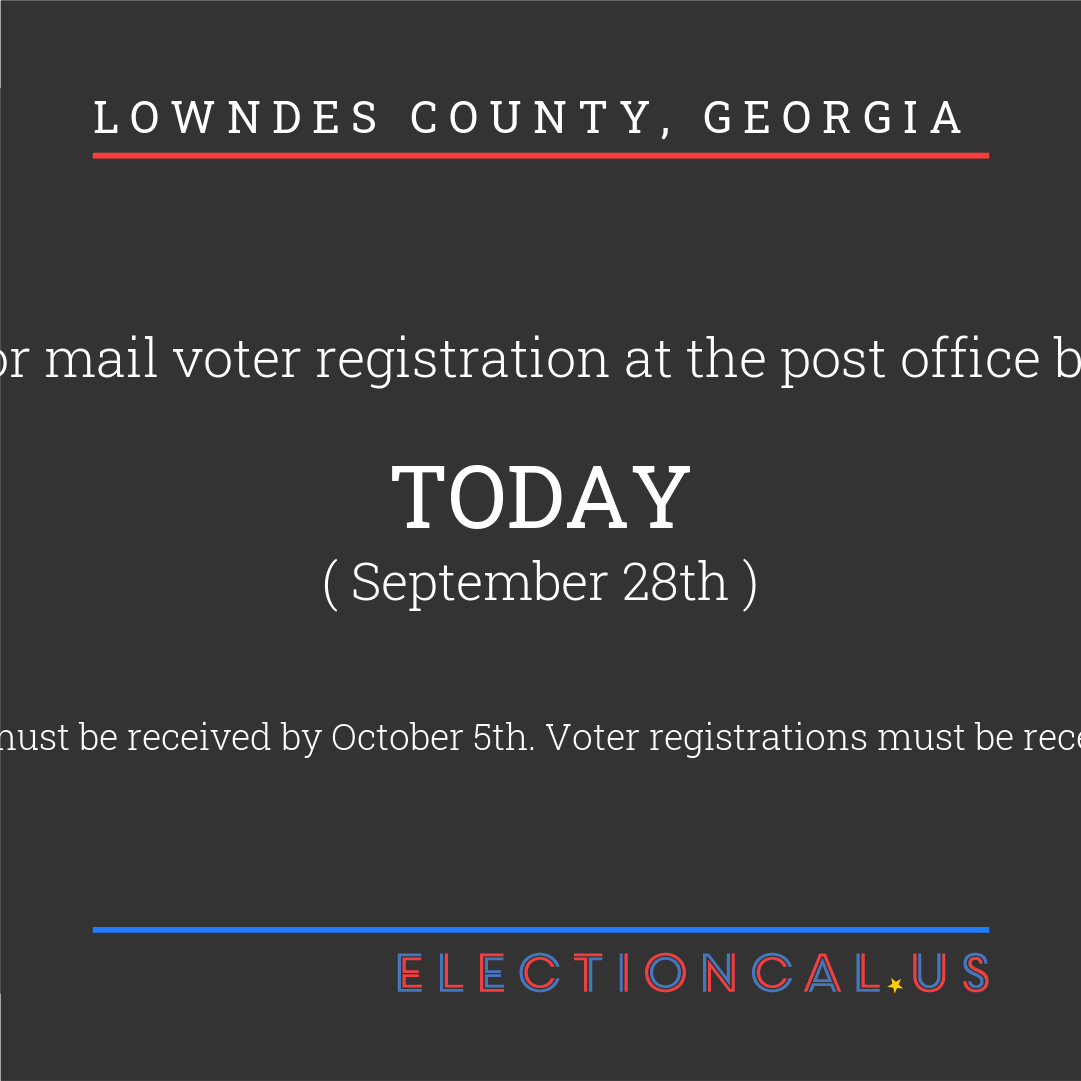 LOWNDES COUNTY, GEORGIA
or mail voter registration at the post office b
TODAY
( September 28th )
must be received by October 5th. Voter registrations must be rece
ELECTIONCAL.US